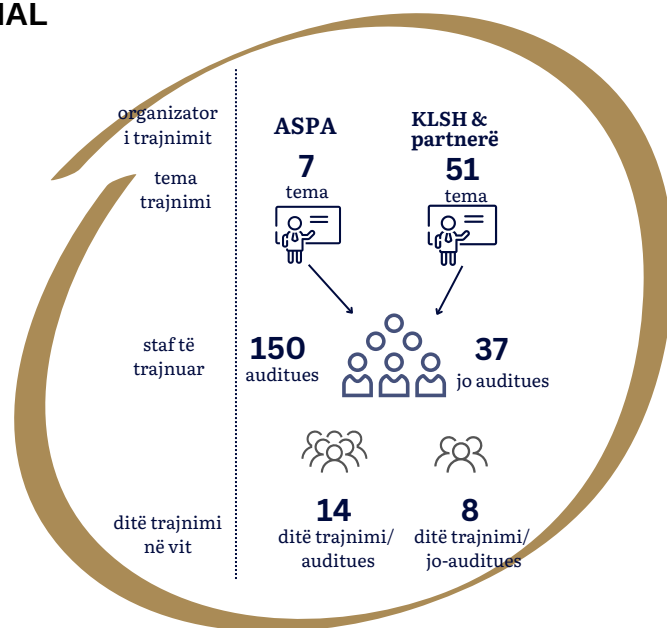 organizator
i trajnimit
ASPA
KLSH &
partnerë
tema
trajnimi
7
tema
51
tema
staf të
trajnuar
150
auditues
37
jo auditues
ditë trajnimi
në vit
14
ditë trajnimi/
auditues
8
ditë trajnimi/
jo-auditues